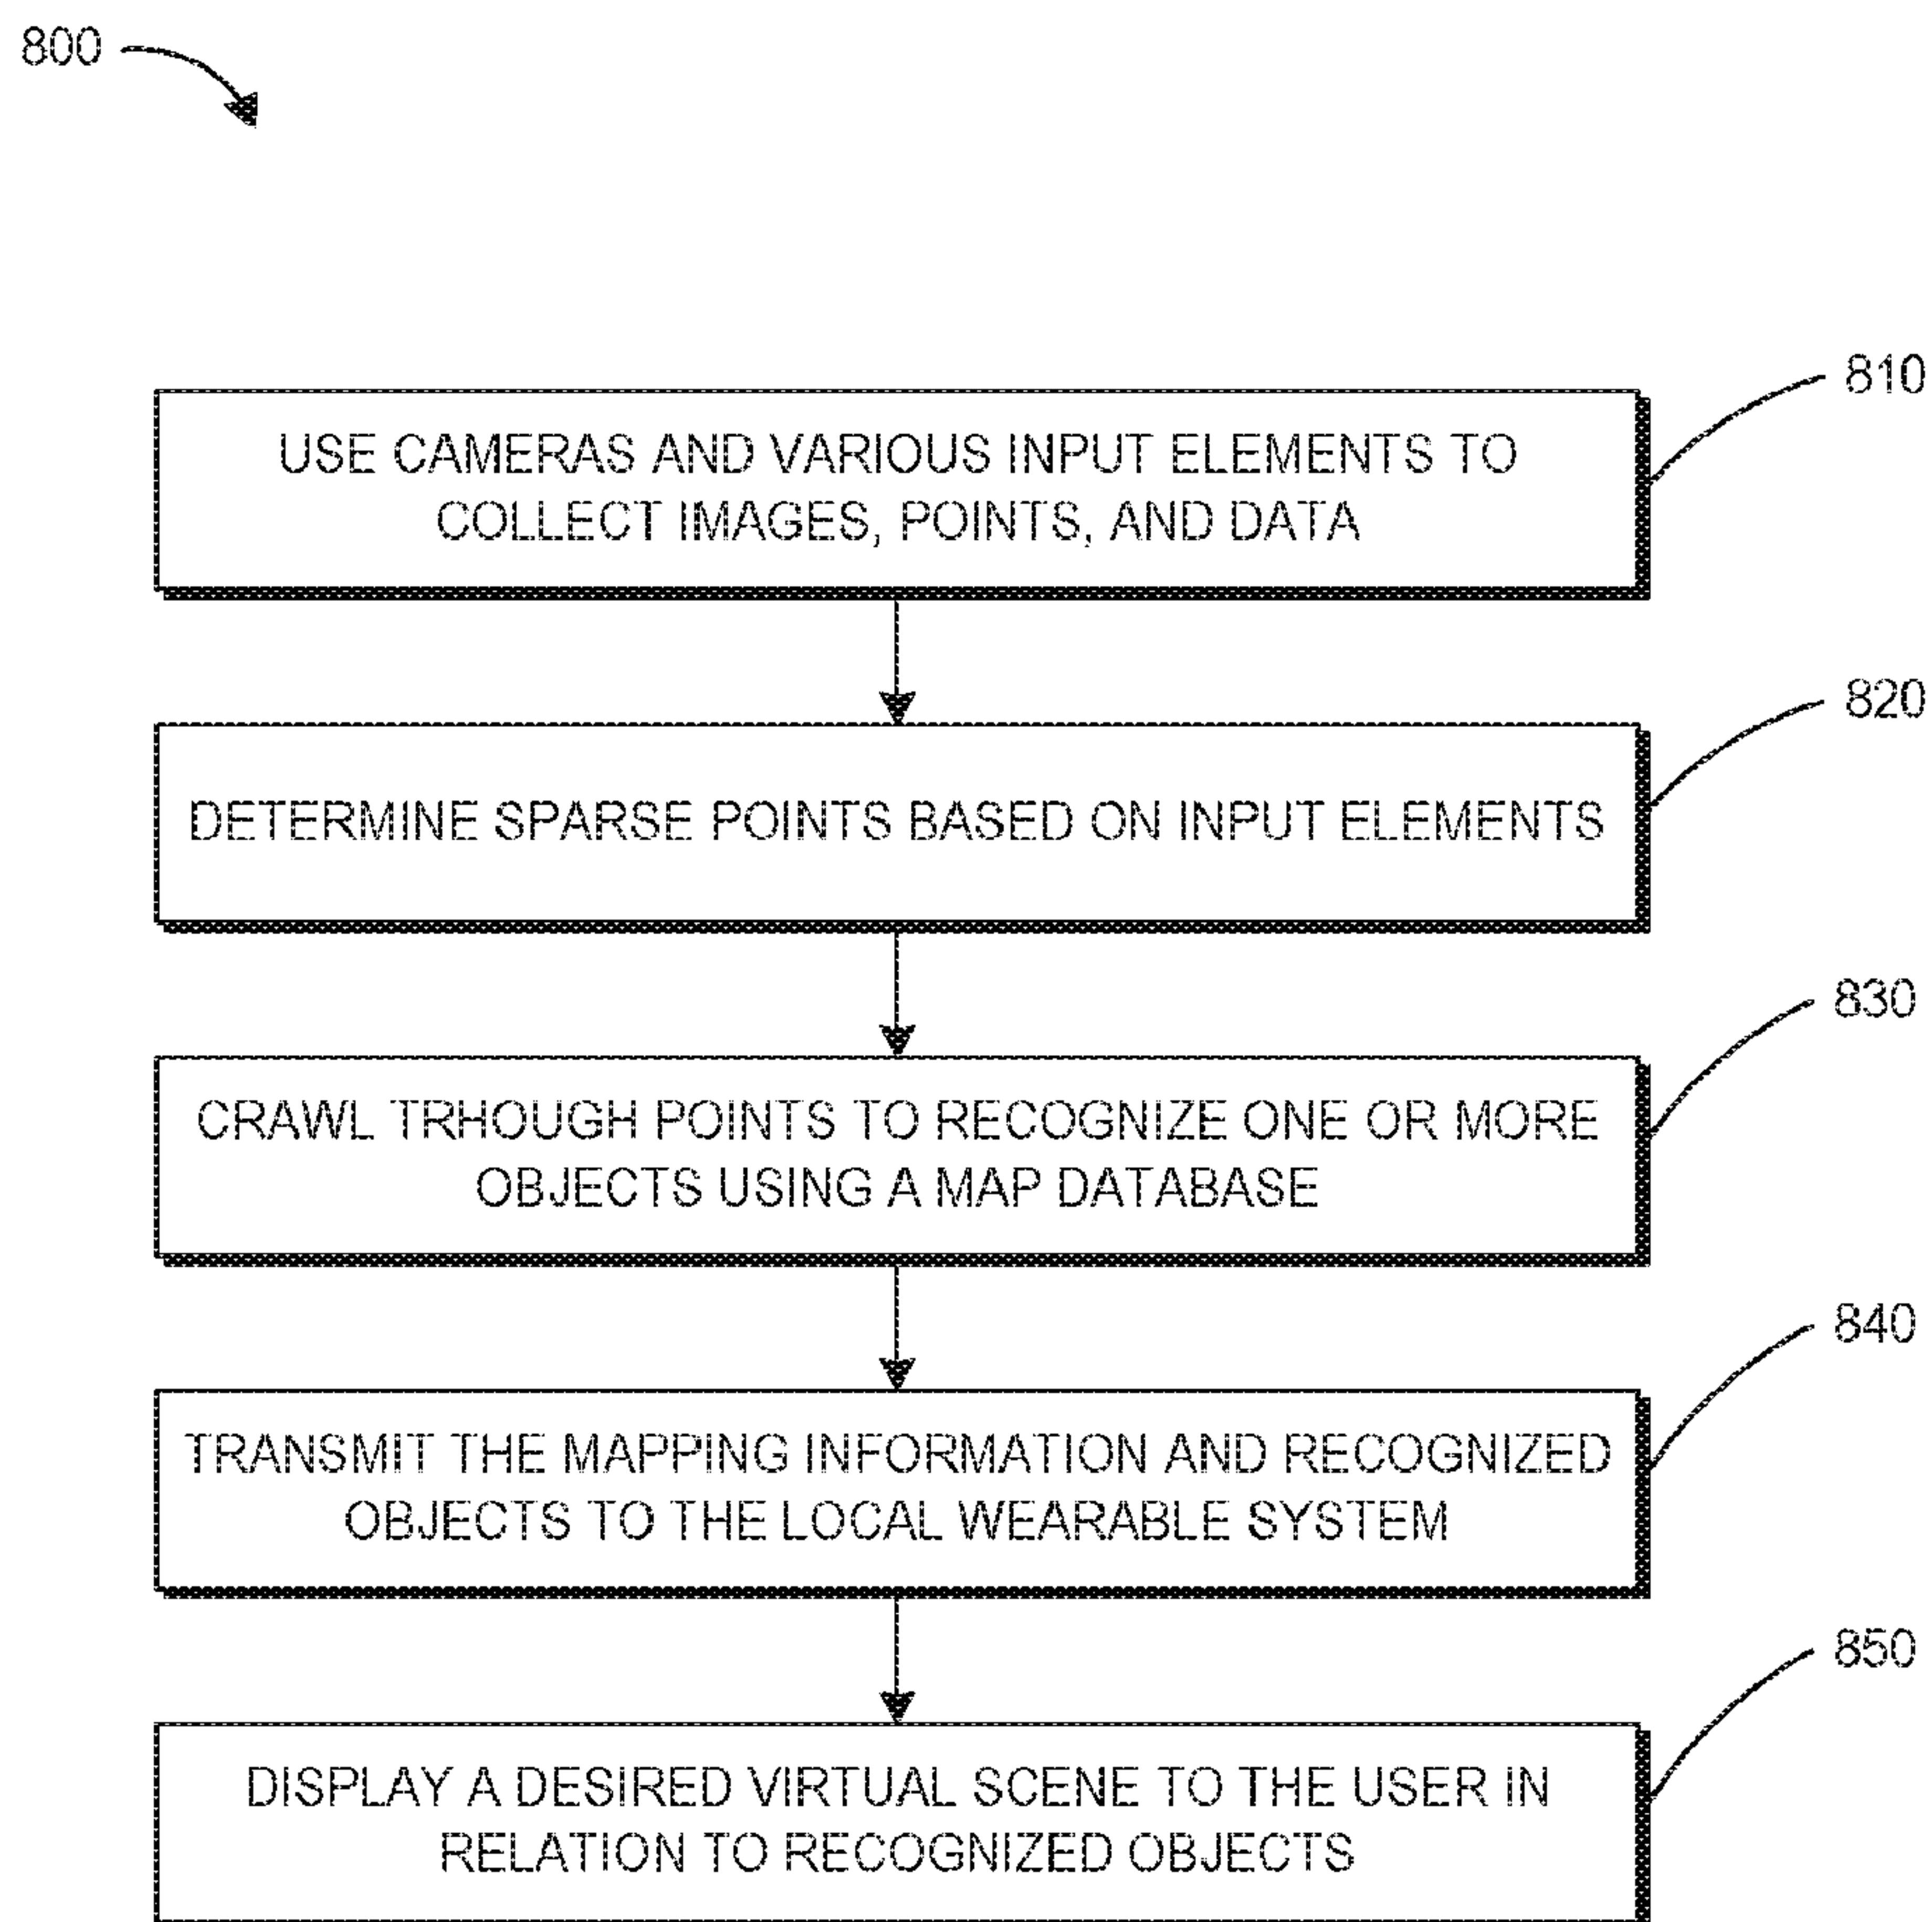 800
810
USE CAMERAS AND VARIOUS INPUT ELEMENTS TO
COLLECT IMAGES, POINTS, AND DATA
820
DETERMINE SPARSE POINTS BASED ON INPUT ELEMENTS
830
CRAWL TRHOUGH POINTS TO RECOGNIZE ONE OR MORE
OBJECTS USING A MAP DATABASE
840
TRANSMIT THE MAPPING INFORMATION AND RECOGNIZED
OBJECTS TO THE LOCAL WEARABLE SYSTEM
850
DISPLAY A DESIRED VIRTUAL SCENE TO THE USER IN
RELATION TO RECOGNIZED OBJECTS